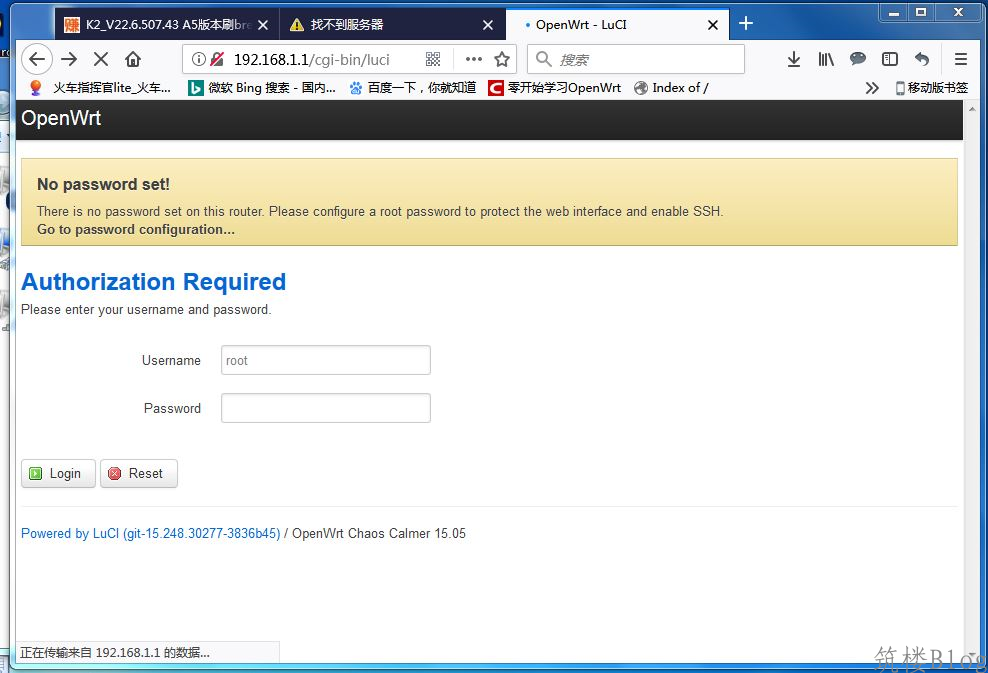 K2_V22.6.507.43 A5版本刷bre
找不到服务器
OpenWrt - LuCI
192.168.1.1/cgi-bin/luci
搜索
火车指挥官lite_火车...
微软 Bing 搜索 - 国内...
百度一下，你就知道
零开始学习OpenWrt
Index of /
移动版书签
OpenWrt
No password set!
There is no password set on this router. Please configure a root password to protect the web interface and enable SSH.
Go to password configuration...
Authorization Required
Please enter your username and password.
Username
root
Password
Login
Reset
Powered by LuCI (git-15.248.30277-3836b45) / OpenWrt Chaos Calmer 15.05
正在传输来自 192.168.1.1 的数据...
筑楼Blog